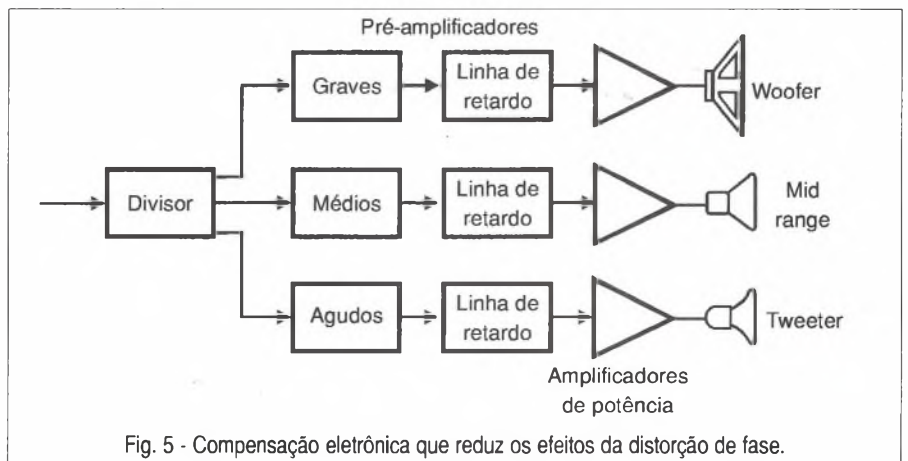 Pré-amplificadores
Graves
Linha de
retardo
Woofer
Divisor
Médios
Linha de
retardo
Mid
range
Agudos
Linha de
retardo
Tweeter
Amplificadores
de potência
Fig. 5 - Compensação eletrônica que reduz os efeitos da distorção de fase.